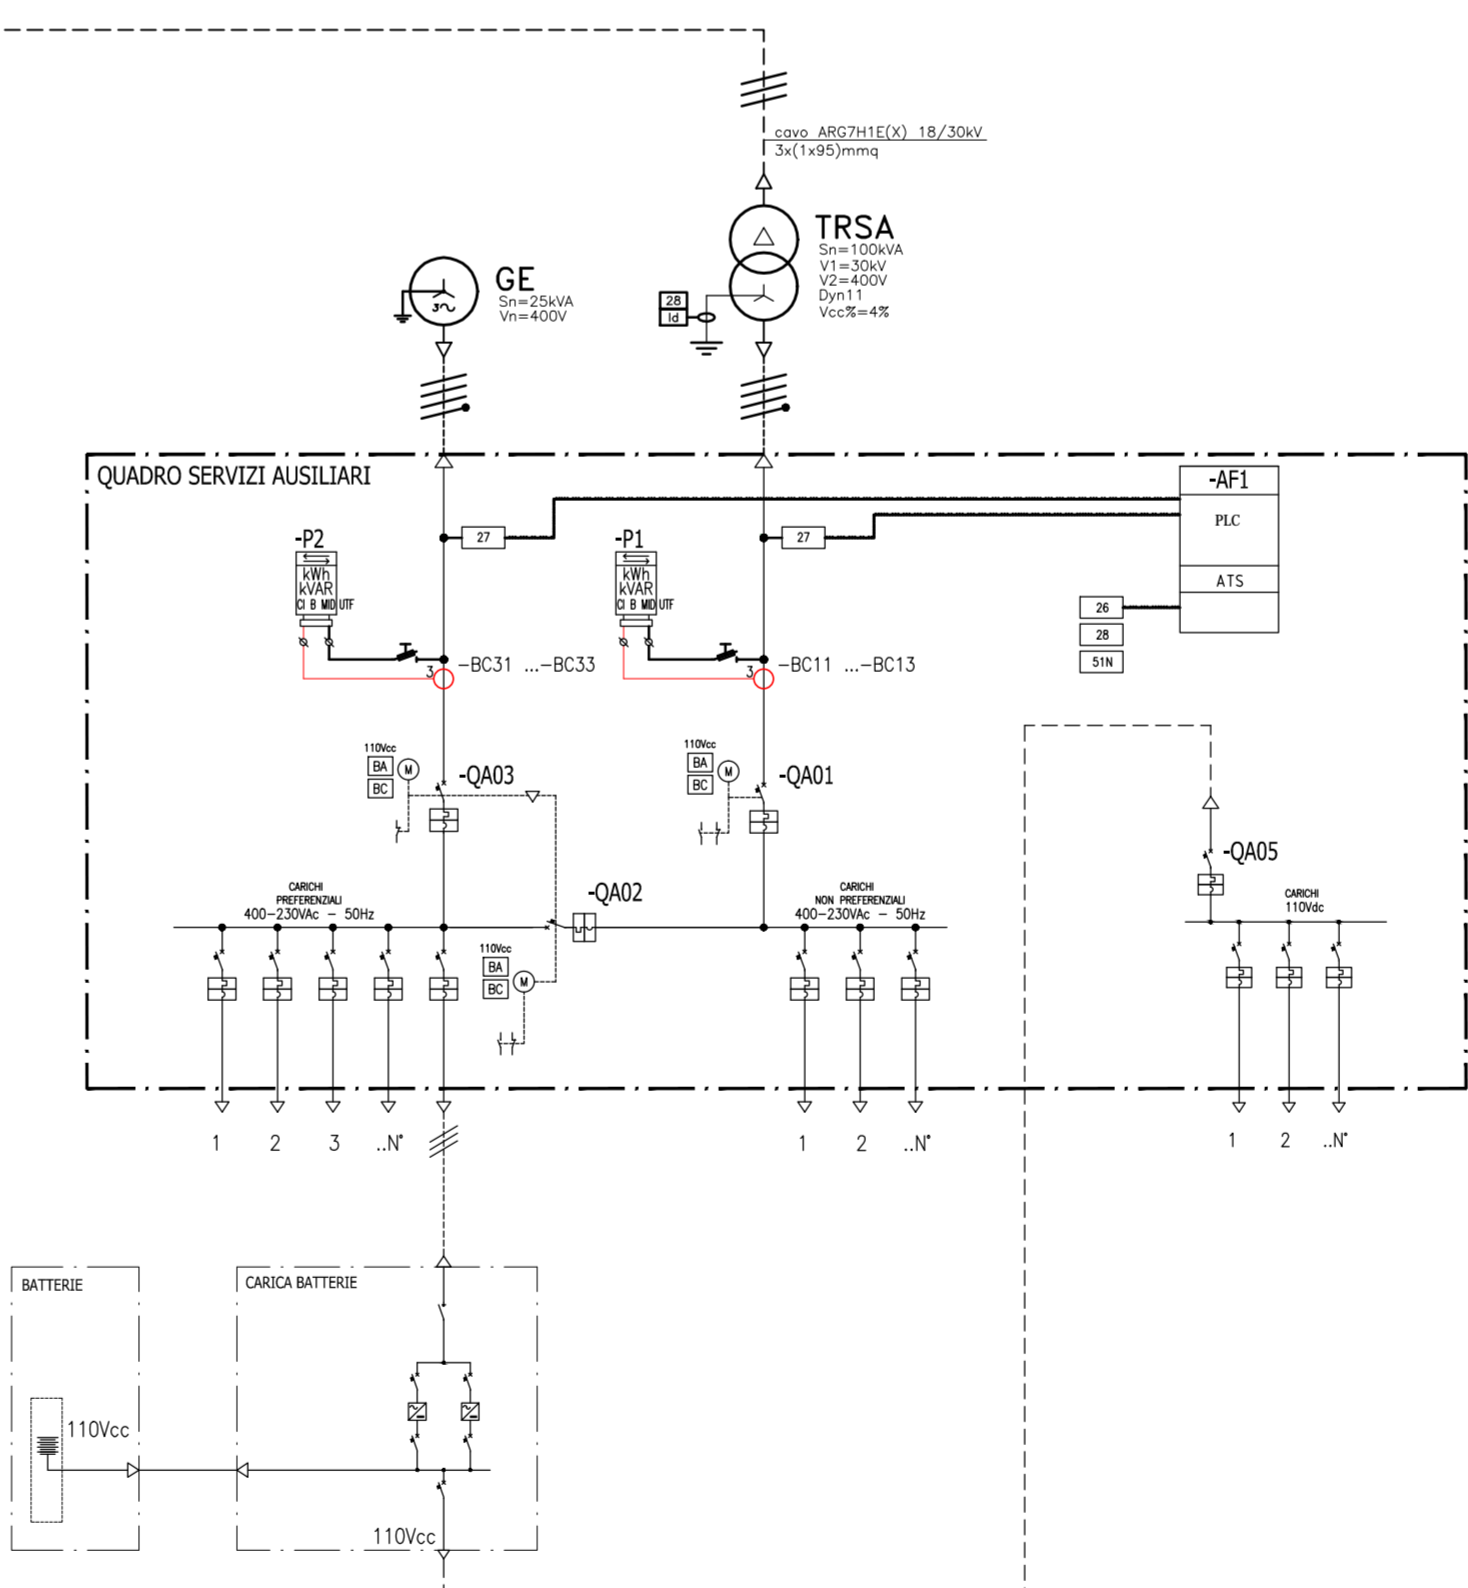 cavo ARG7H1E(X) 18/30kV
3x(1x95)mmq
TRSA
Sn=100kVA
V1=30kV
V2=400V
Dyn11
Vcc%=4%
28
Id
GE
Sn=25kVA
Vn=400V
3~
QUADRO SERVIZI AUSILIARI
-AF1
PLC
ATS
27
27
26
28
51N
-P2
kWh
kVAR
Cl B MID UTF
-P1
kWh
kVAR
Cl B MID UTF
3
-BC31 ...-BC33
3
-BC11 ...-BC13
110Vcc
BA
M
BC
-QA03
110Vcc
BA
M
BC
-QA01
-QA05
CARICHI
110Vdc
CARICHI
PREFERENZIALI
400-230VAc - 50Hz
-QA02
CARICHI
NON PREFERENZIALI
400-230VAc - 50Hz
110Vcc
BA
BC
M
1 2 3 ..N°
1 2 ..N°
1 2 ..N°
BATTERIE
CARICA BATTERIE
110Vcc
110Vcc